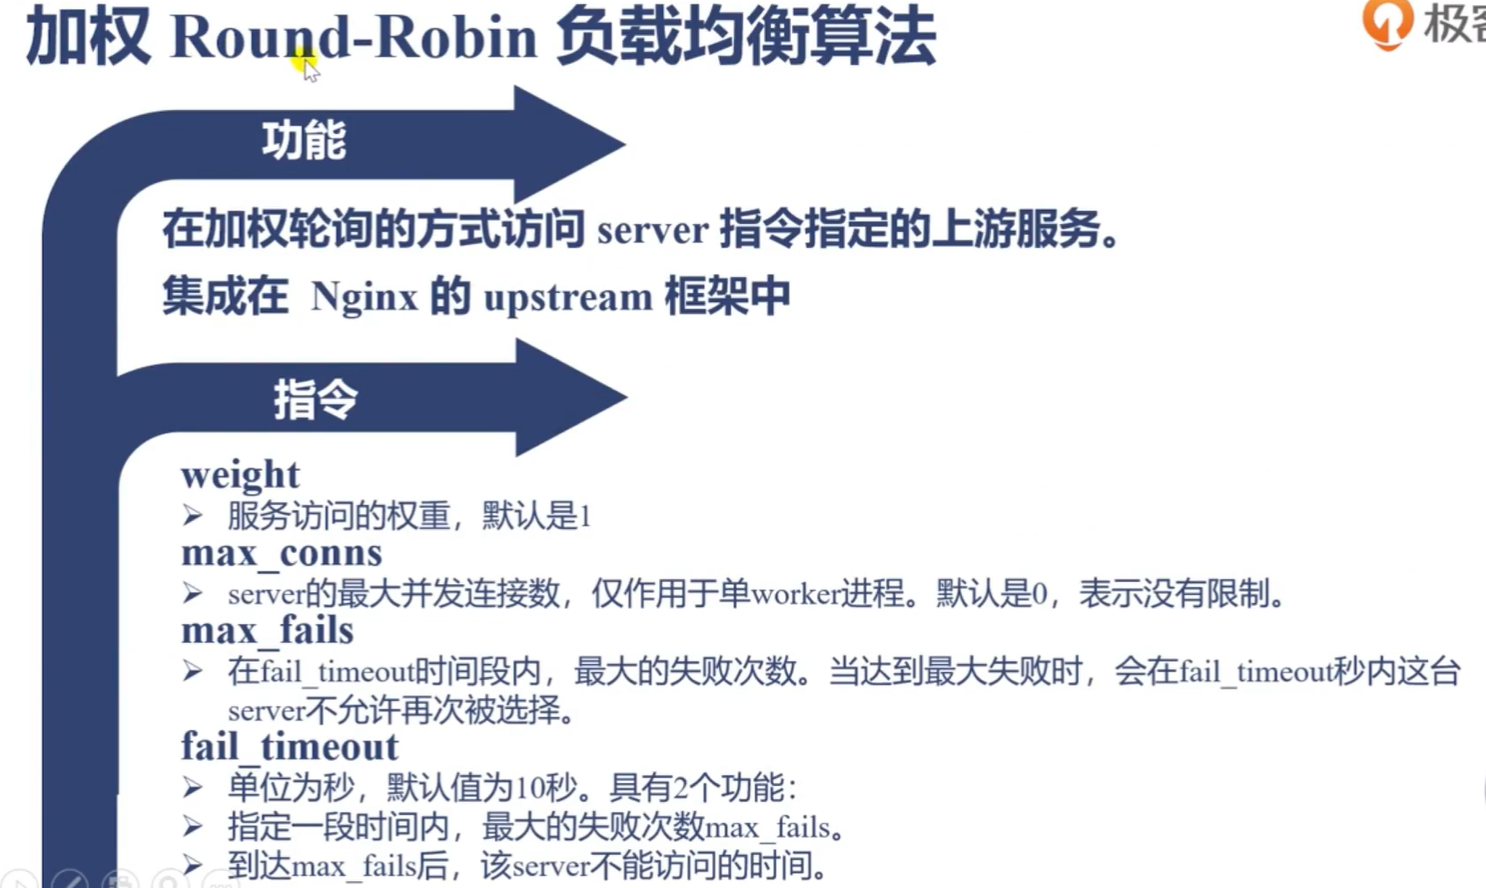 加权 Round-Robin 负载均衡算法
极客
功能
在加权轮询的方式访问 server 指令指定的上游服务。
集成在 Nginx 的 upstream 框架中
指令
weight
➢ 服务访问的权重，默认是1
max_conns
➢ server的最大并发连接数，仅作用于单worker进程。默认是0，表示没有限制。
max_fails
➢ 在fail_timeout时间段内，最大的失败次数。当达到最大失败时，会在fail_timeout秒内这台
server不允许再次被选择。
fail_timeout
➢ 单位为秒，默认值为10秒。具有2个功能：
➢ 指定一段时间内，最大的失败次数max_fails。
➢ 到达max_fails后，该server不能访问的时间。